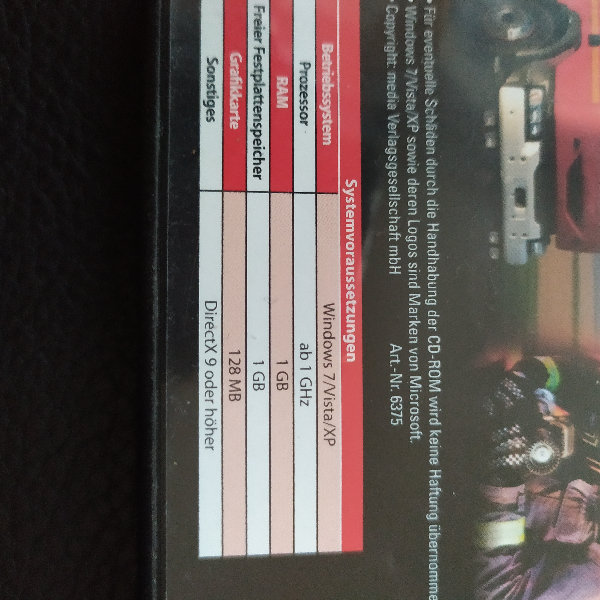 • Für eventuelle Schäden durch die Handhabung der CD-ROM wird keine Haftung übernomme
• Windows 7/Vista/XP sowie deren Logos sind Marken von Microsoft.
• Copyright: media Verlagsgesellschaft mbH Art.-Nr. 6375
Systemvoraussetzungen
Betriebssystem Windows 7/Vista/XP
Prozessor ab 1 GHz
RAM 1 GB
Freier Festplattenspeicher 1 GB
Grafikkarte 128 MB
Sonstiges DirectX 9 oder höher